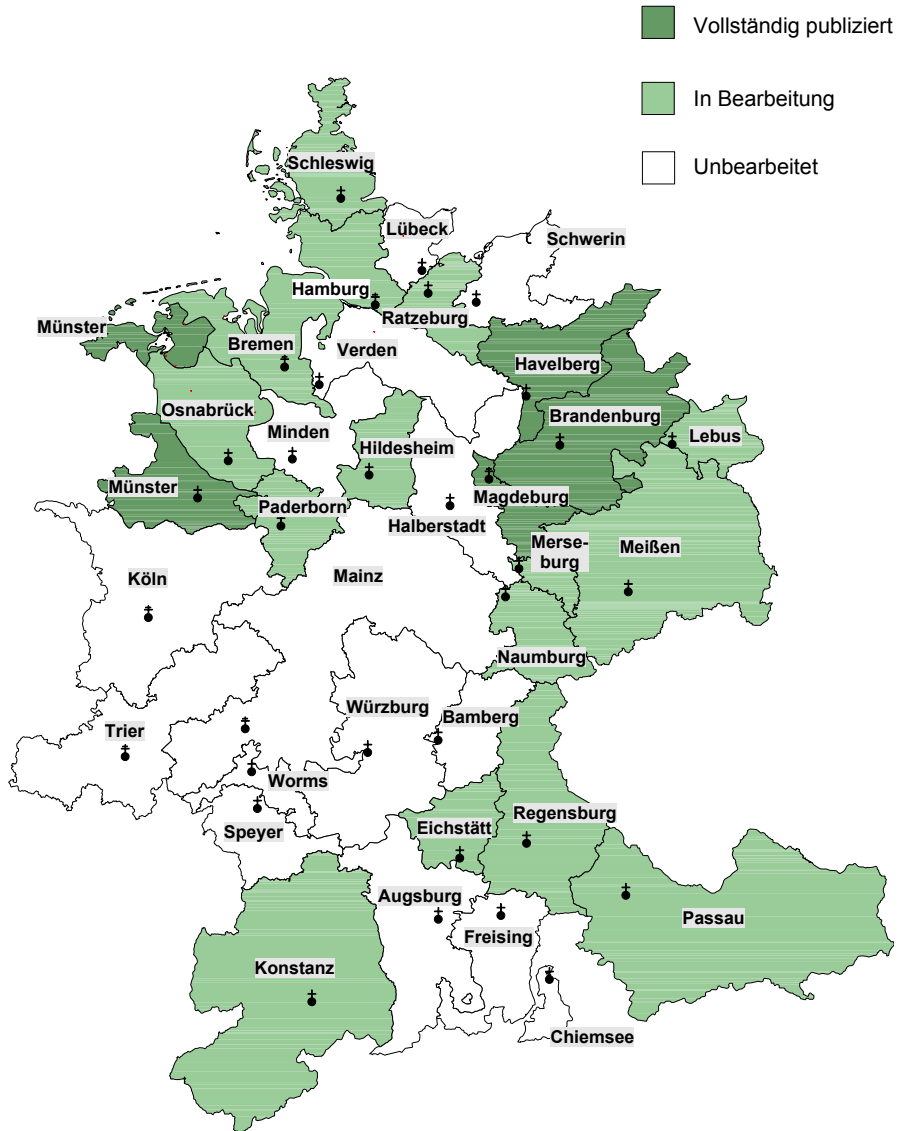 Vollständig publiziert
In Bearbeitung
Unbearbeitet
Schleswig
Lübeck
Schwerin
Hamburg
Ratzeburg
Münster
Bremen
Verden
Havelberg
Osnabrück
Brandenburg
Minden
Lebus
Hildesheim
Münster
Paderborn
Magdeburg
Halberstadt
Merse-
burg
Meißen
Köln
Mainz
Naumburg
Würzburg
Bamberg
Trier
Worms
Speyer
Eichstätt
Regensburg
Augsburg
Passau
Freising
Konstanz
Chiemsee